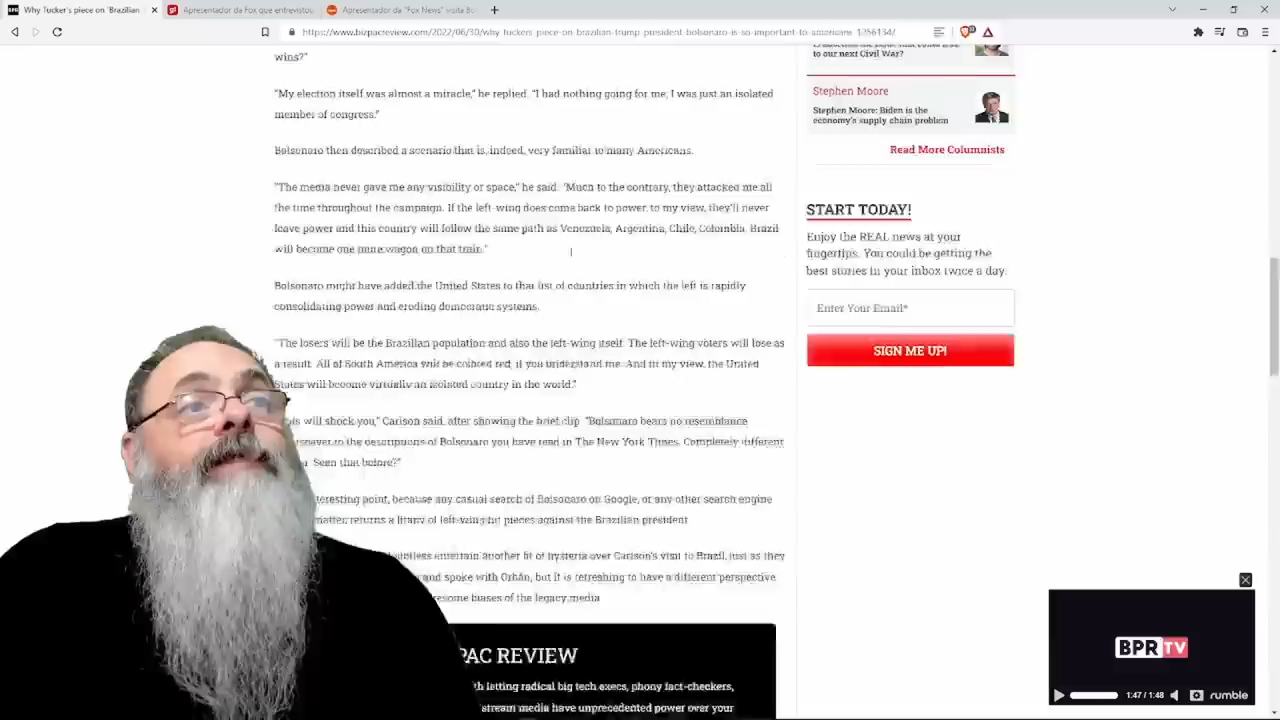 Why Tucker's piece on 'Brazilian
Apresentador da Fox que entrevistou
Apresentador da "Fox News" visita Bo
https://www.bizpacreview.com/2022/06/30/why-tuckers-piece-on-brazilian-trump-president-bolsonaro-is-so-important-to-americans-1256134/
wins?"
"My election itself was almost a miracle," he replied. "I had nothing going for me, I was just an isolated
member of congress."
Bolsonaro then described a scenario that is, indeed, very familiar to many Americans.
"The media never gave me any visibility or space," he said. "Much to the contrary, they attacked me all
the time throughout the campaign. If the left-wing does come back to power, to my view, they'll never
leave power and this country will follow the same path as Venezuela, Argentina, Chile, Colombia. Brazil
will become one more wagon on that train."
Bolsonaro might have added the United States to that list of countries in which the left is rapidly
consolidating power and eroding democratic systems.
"The losers will be the Brazilian population and also the left-wing itself. The left-wing voters will lose as
a result. All of South America will be colored red, if you understand me. And in my view, the United
States will become virtually an isolated country in the world."
will shock you," Carlson said, after showing the brief clip. "Bolsonaro bears no resemblance
to the descriptions of Bolsonaro you have read in The New York Times. Completely different
Seen that before?"
teresting point, because any casual search of Bolsonaro on Google, or any other search engine
matter, returns a litany of left-wing hit pieces against the Brazilian president
entertain another fit of hysteria over Carlson's visit to Brazil, just as they
and spoke with Orbán, but it is refreshing to have a different perspective
biases of the legacy media
PAC REVIEW
th letting radical big tech execs, phony fact-checkers,
stream media have unprecedented power over your
to our next Civil War?
Stephen Moore
Stephen Moore: Biden is the
economy's supply chain problem
Read More Columnists
START TODAY!
Enjoy the REAL news at your
fingertips. You could be getting the
best stories in your inbox twice a day.
Enter Your Email*
SIGN ME UP!
BPR TV
1:47 / 1:48
rumble